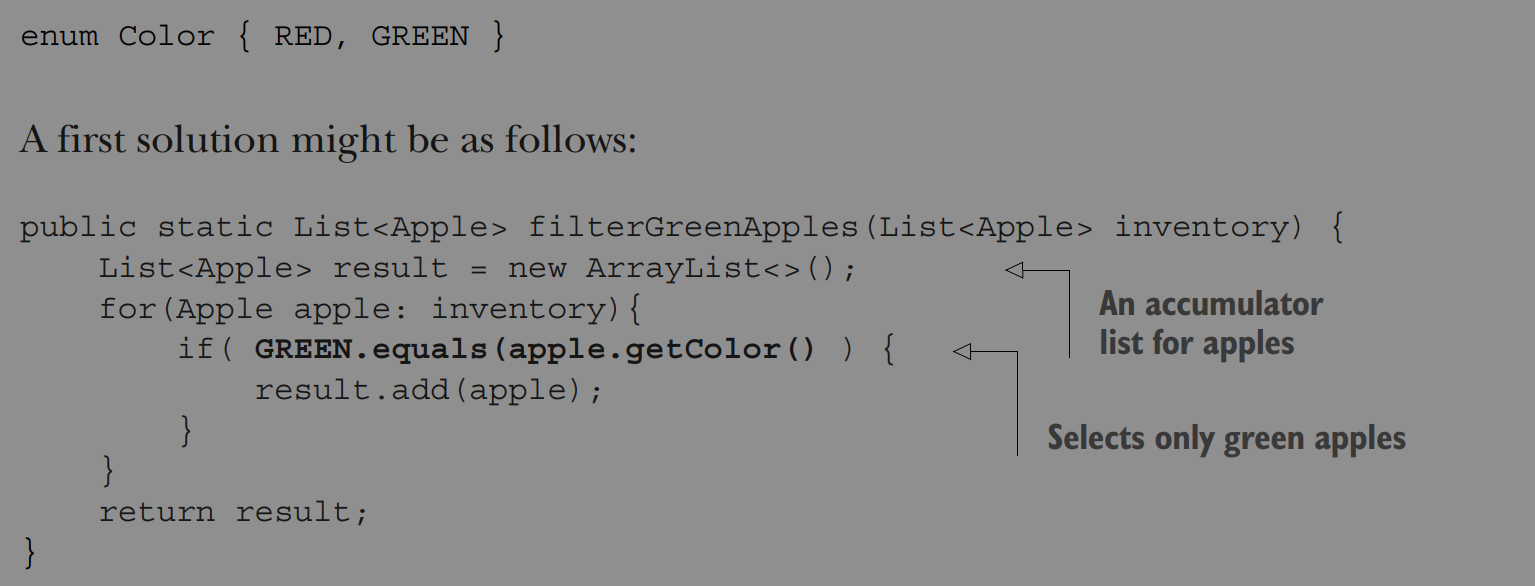 enum Color { RED, GREEN }
A first solution might be as follows:
public static List<Apple> filterGreenApples(List<Apple> inventory) {
List<Apple> result = new ArrayList<>();
for(Apple apple: inventory){
if( GREEN.equals(apple.getColor() ) {
result.add(apple);
}
}
return result;
}
An accumulator
list for apples
Selects only green apples